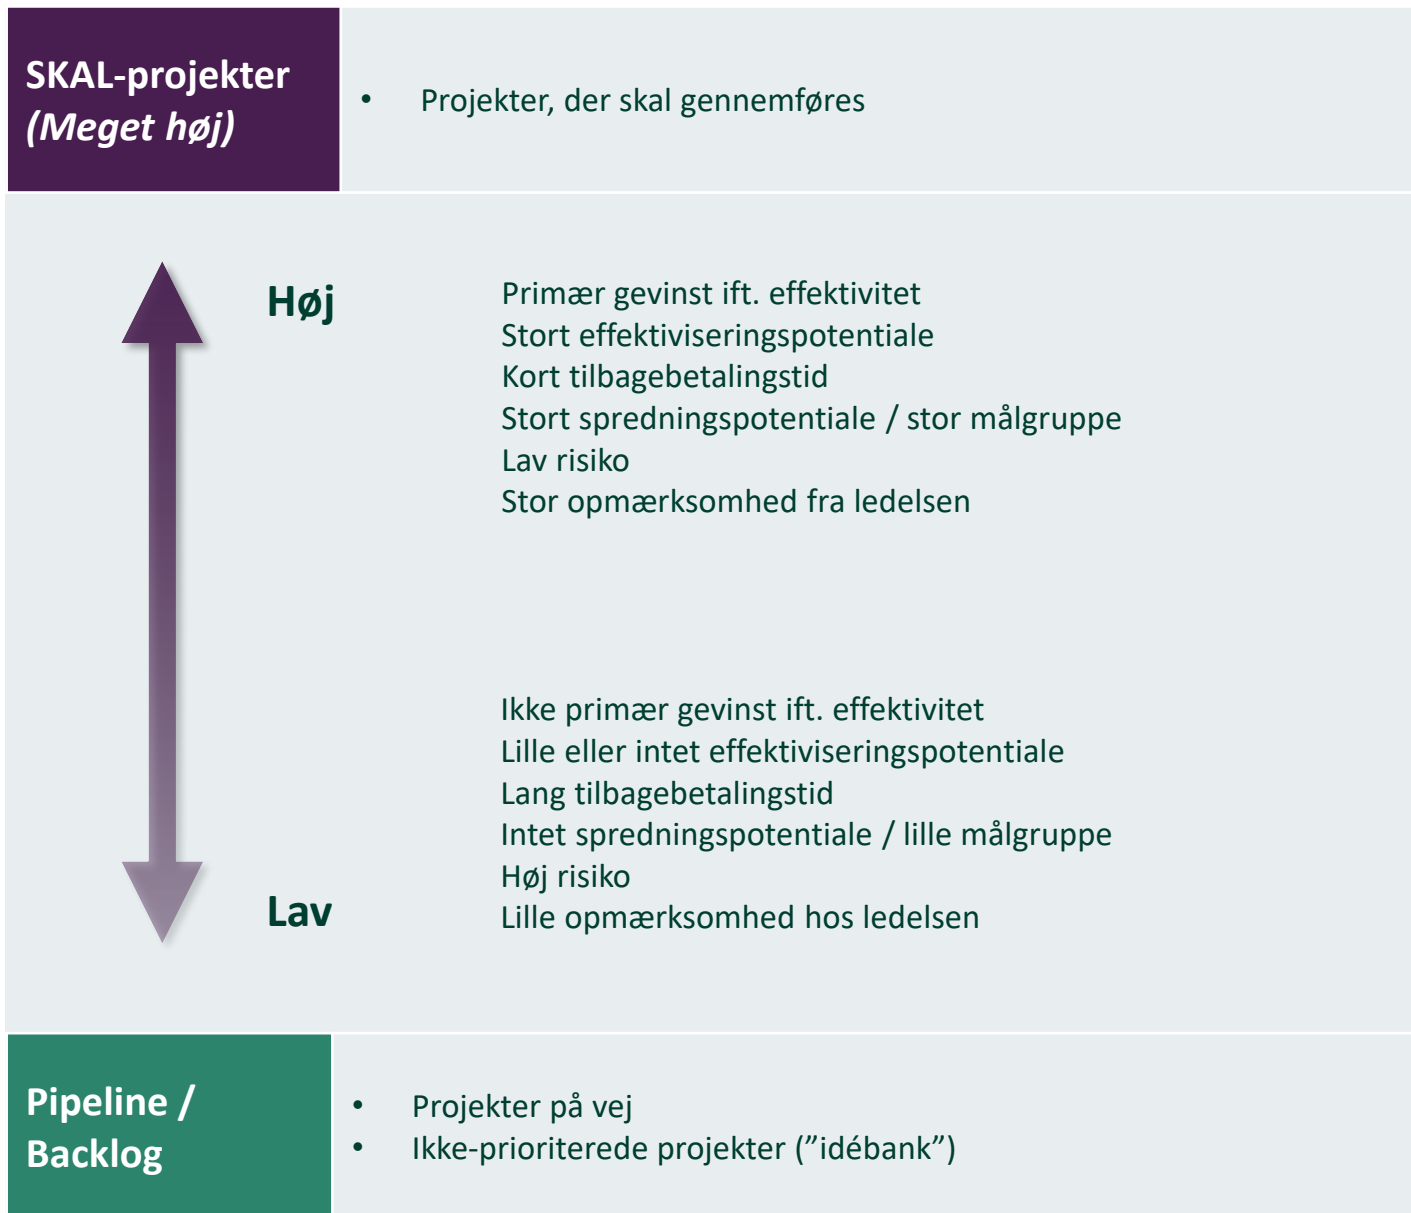 SKAL-projekter
(Meget høj)
• Projekter, der skal gennemføres
Høj
Primær gevinst ift. effektivitet
Stort effektiviseringspotentiale
Kort tilbagebetalingstid
Stort spredningspotentiale / stor målgruppe
Lav risiko
Stor opmærksomhed fra ledelsen
Ikke primær gevinst ift. effektivitet
Lille eller intet effektiviseringspotentiale
Lang tilbagebetalingstid
Intet spredningspotentiale / lille målgruppe
Høj risiko
Lille opmærksomhed hos ledelsen
Lav
Pipeline /
Backlog
• Projekter på vej
• Ikke-prioriterede projekter (”idébank”)